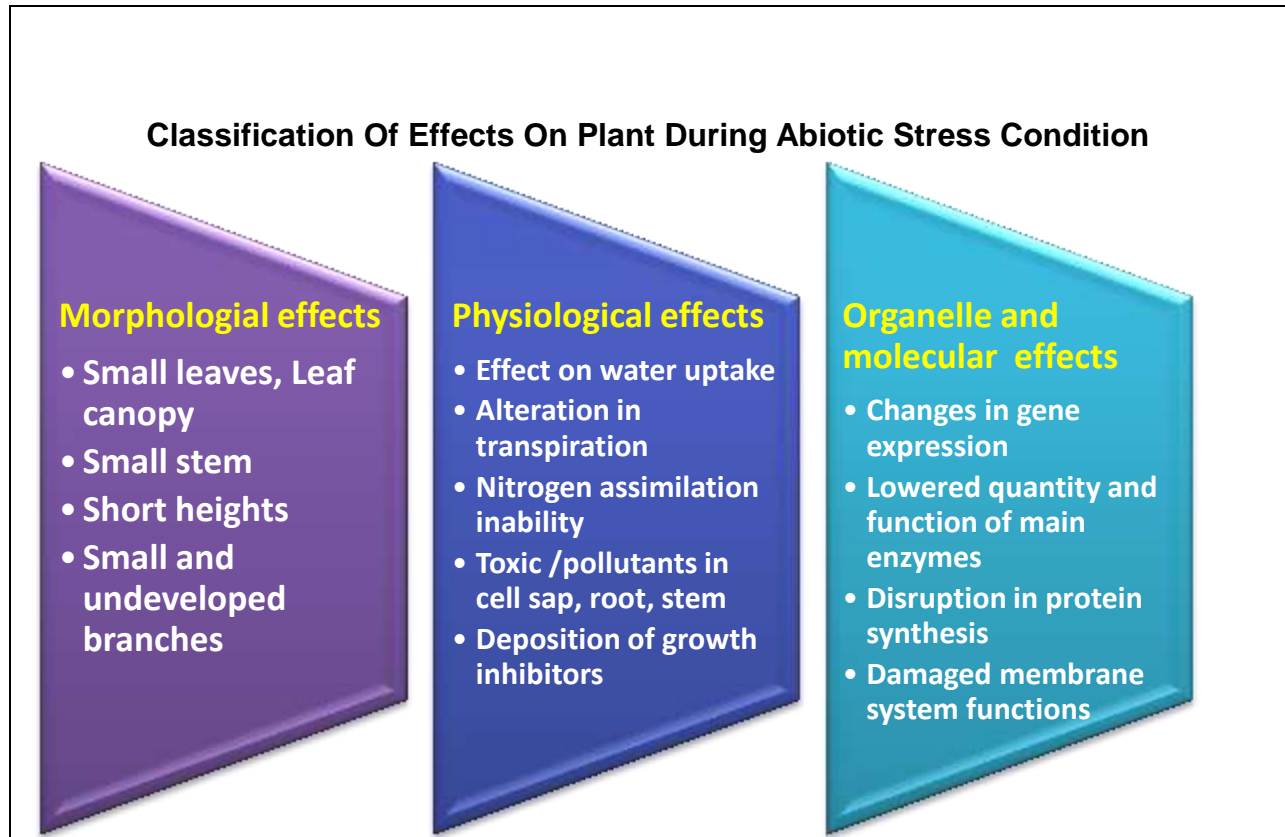 Classification Of Effects On Plant During Abiotic Stress Condition
Morphologial effects
• Small leaves, Leaf
canopy
• Small stem
• Short heights
• Small and
undeveloped
branches
Physiological effects
• Effect on water uptake
• Alteration in
transpiration
• Nitrogen assimilation
inability
• Toxic /pollutants in
cell sap, root, stem
• Deposition of growth
inhibitors
Organelle and
molecular effects
• Changes in gene
expression
• Lowered quantity and
function of main
enzymes
• Disruption in protein
synthesis
• Damaged membrane
system functions